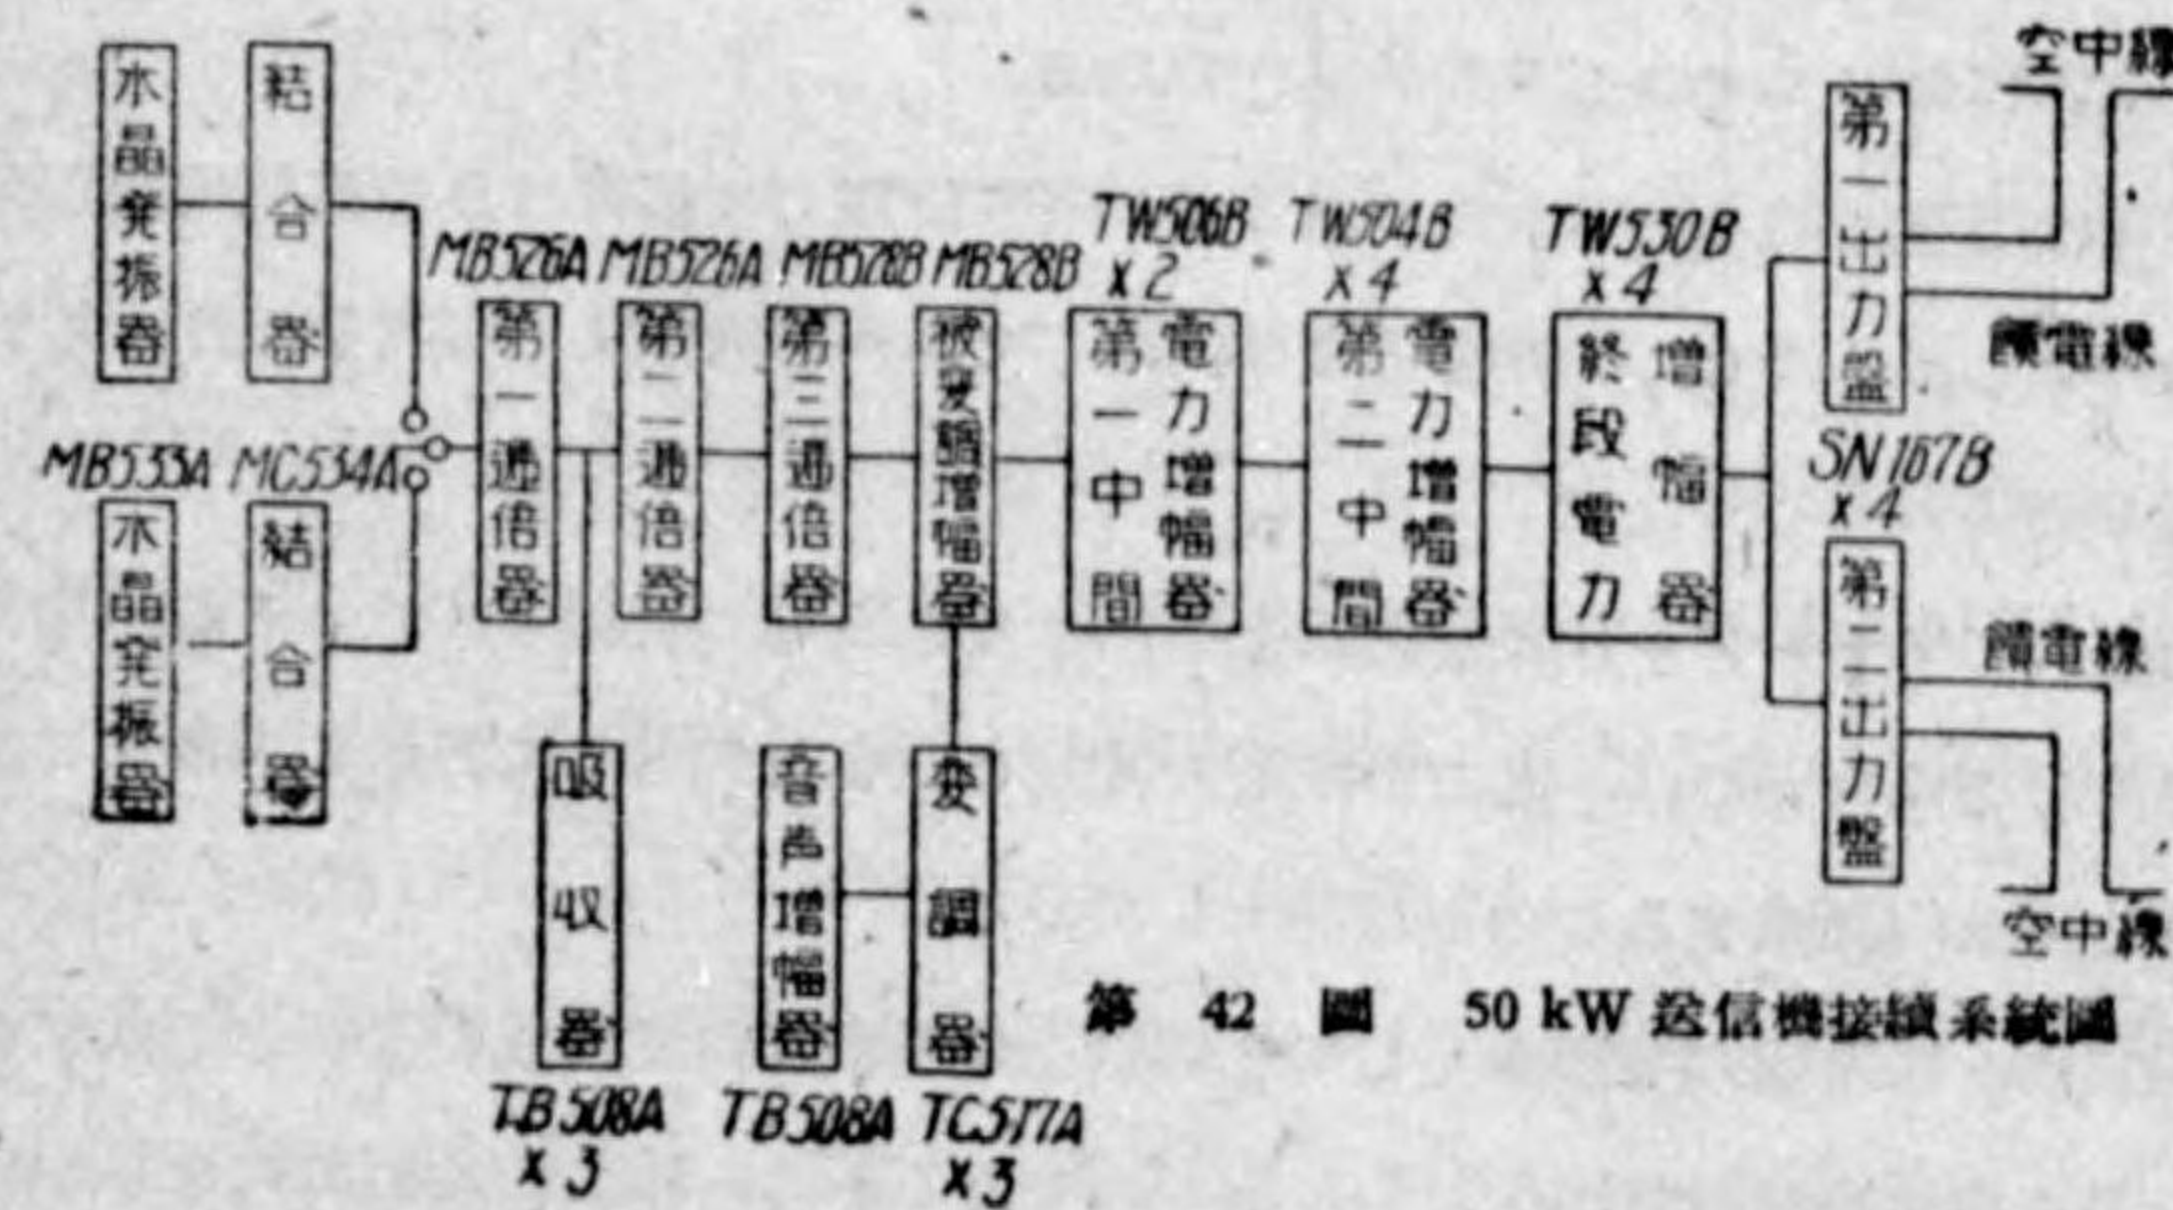 水晶発振器
結合器
MB533A
水晶発振器
MC534A
結合器
MB526A
第一逓倍器
MB526A
第二逓倍器
MB528B
第三逓倍器
MB528B
被変調増幅器
TW506B
×2
第一中間
電力増幅器
TW504B
×4
第二中間
電力増幅器
TW530B
×4
終段電力
増幅器
第一出力盤
空中線
饋電線
SN167B
×4
第二出力盤
饋電線
空中線
吸収器
TB508A
×3
音声増幅器
TB508A
変調器
TC517A
×3
第 42 圖 50 kW 送信機接續系統圖